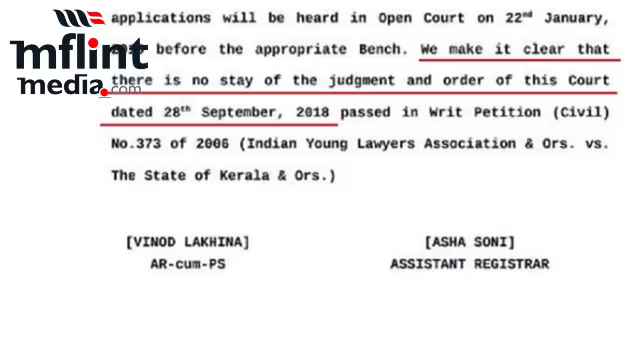 applications will be heard in Open Court on 22nd January,
before the appropriate Bench. We make it clear that
there is no stay of the judgment and order of this Court
dated 28th September, 2018 passed in Writ Petition (Civil)
No.373 of 2006 (Indian Young Lawyers Association & Ors. vs.
The State of Kerala & Ors.)
[VINOD LAKHINA] [ASHA SONI]
AR-cum-PS ASSISTANT REGISTRAR
mflint
media.com